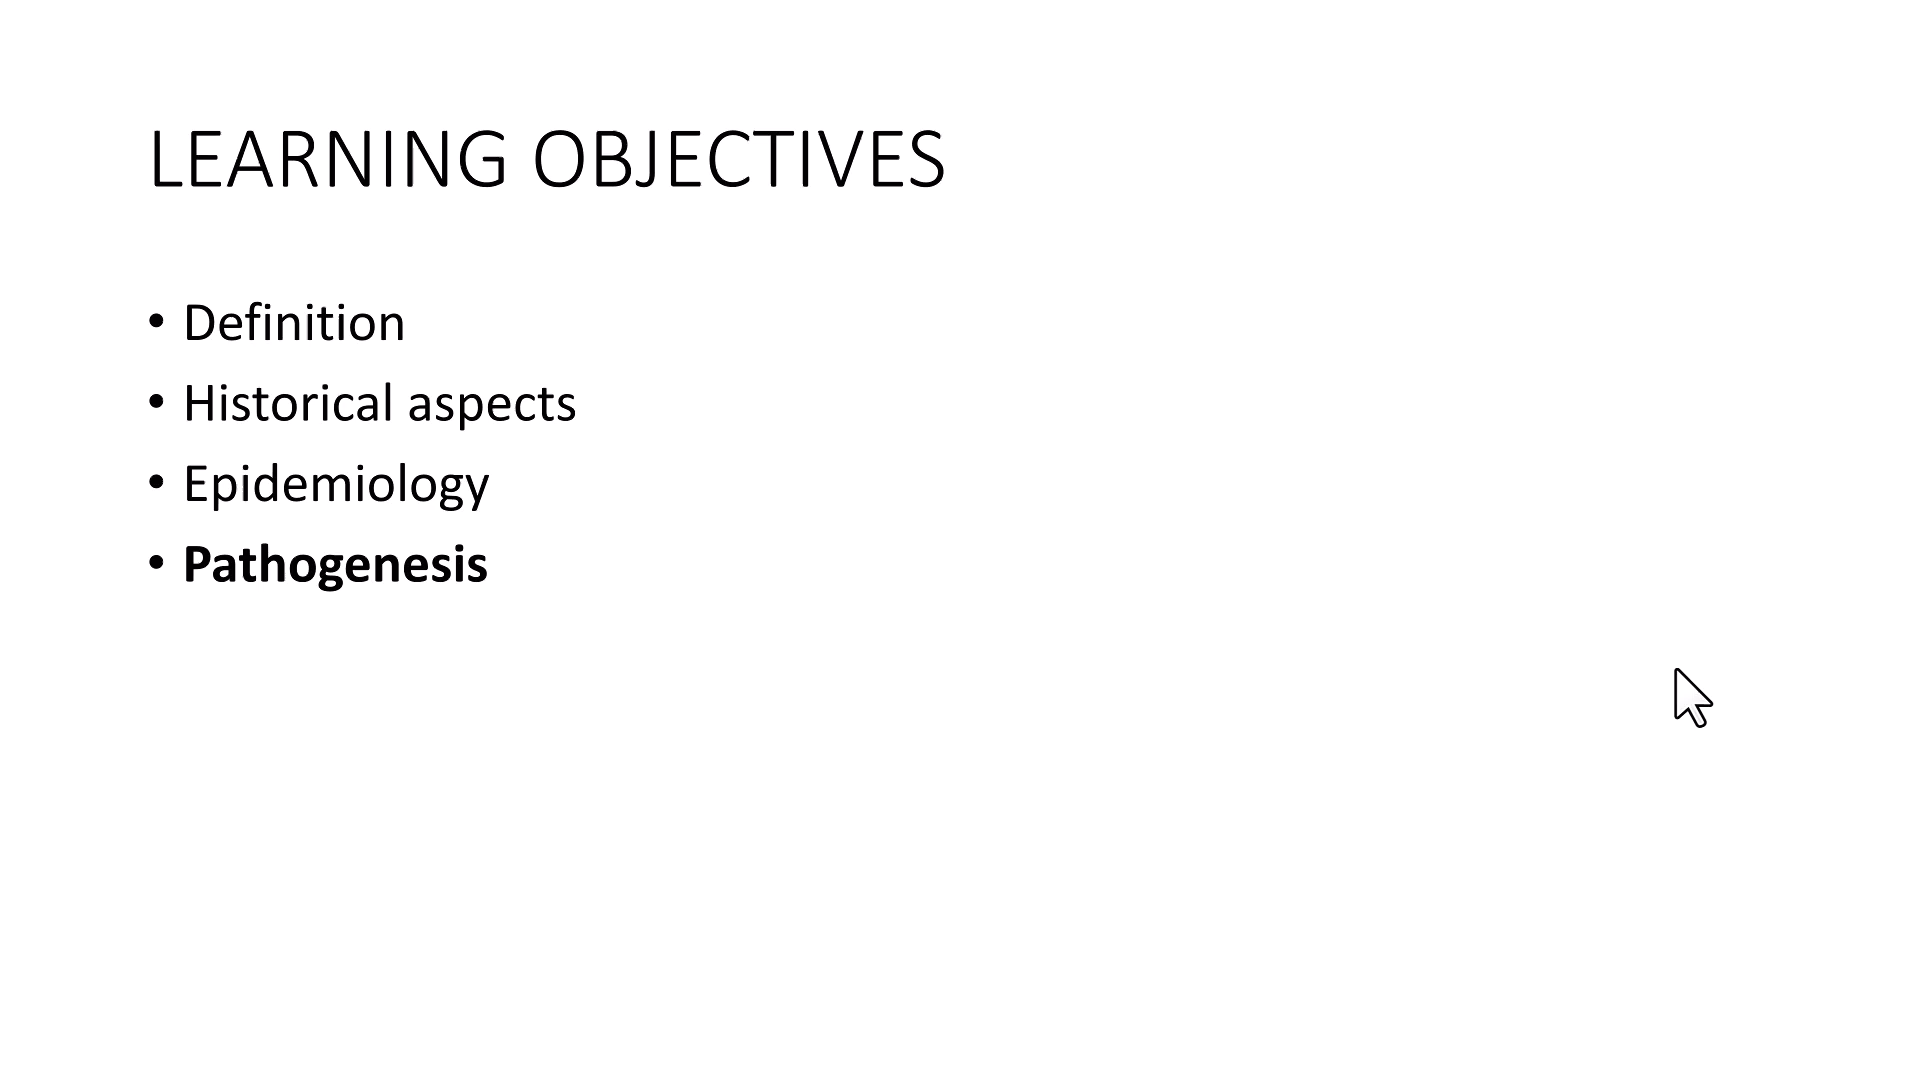 LEARNING OBJECTIVES
• Definition
• Historical aspects
• Epidemiology
• Pathogenesis